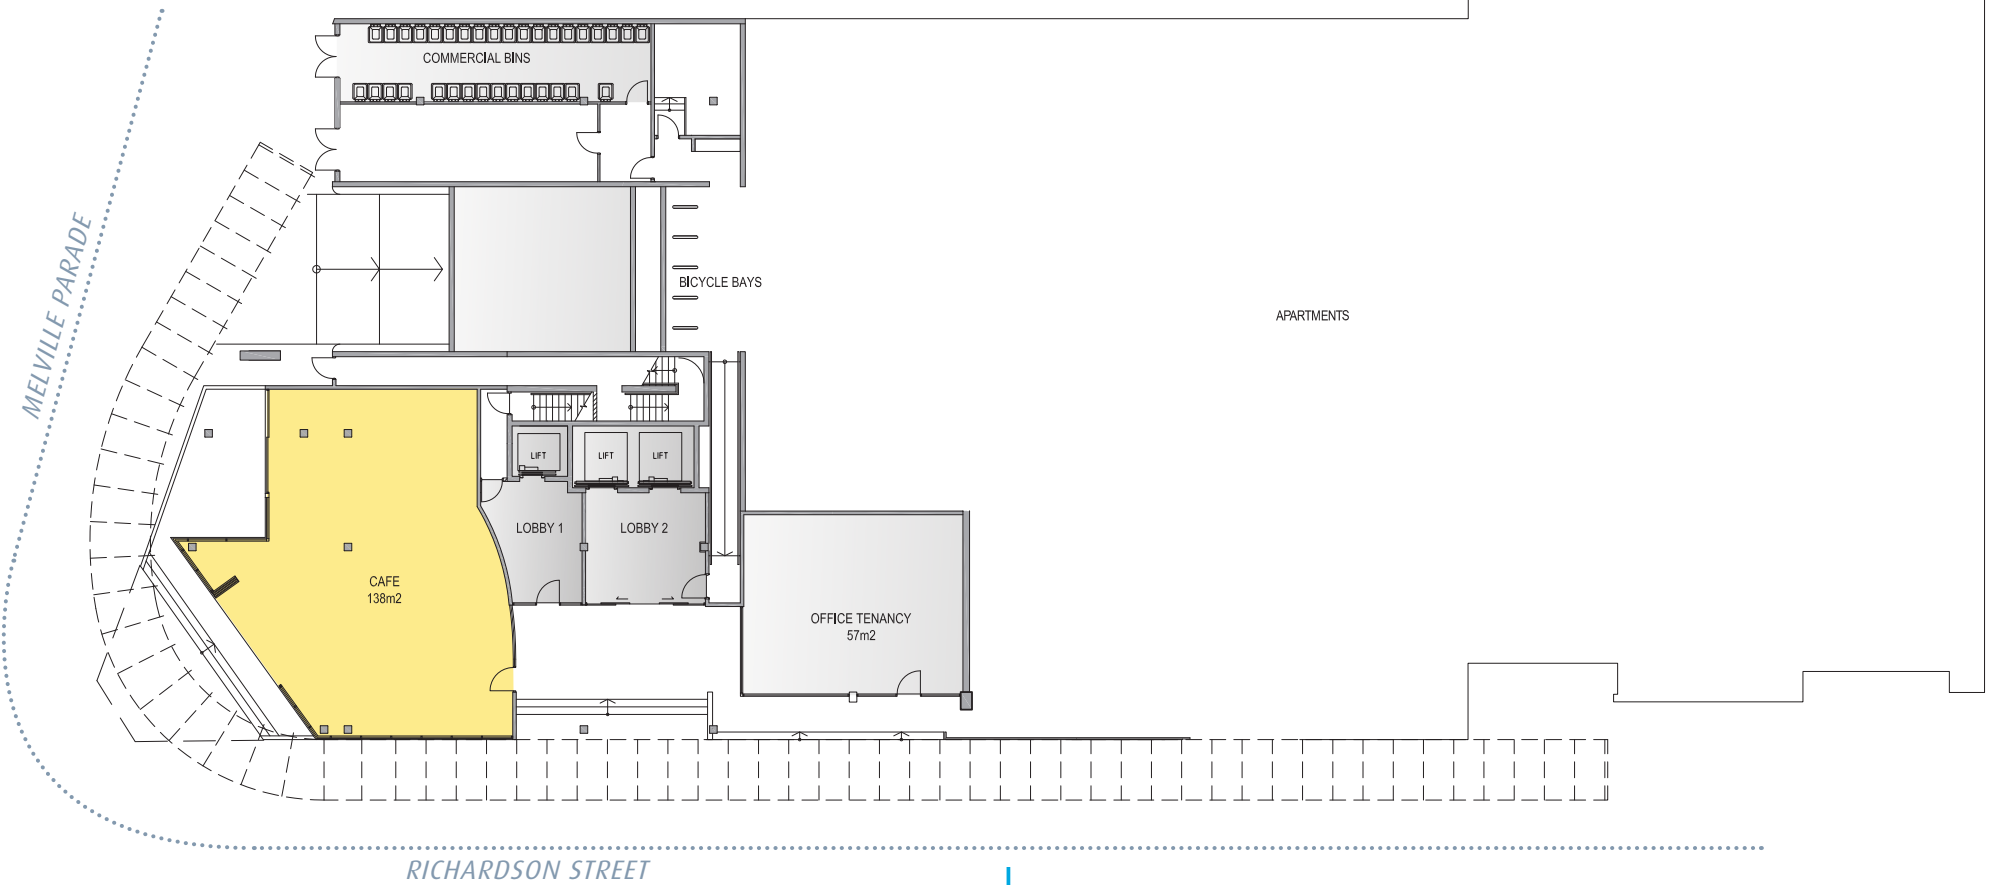 COMMERCIAL BINS
MELVILLE PARADE
BICYCLE BAYS
APARTMENTS
LIFT
LIFT
LIFT
LOBBY 1
LOBBY 2
CAFE
138m2
OFFICE TENANCY
57m2
RICHARDSON STREET